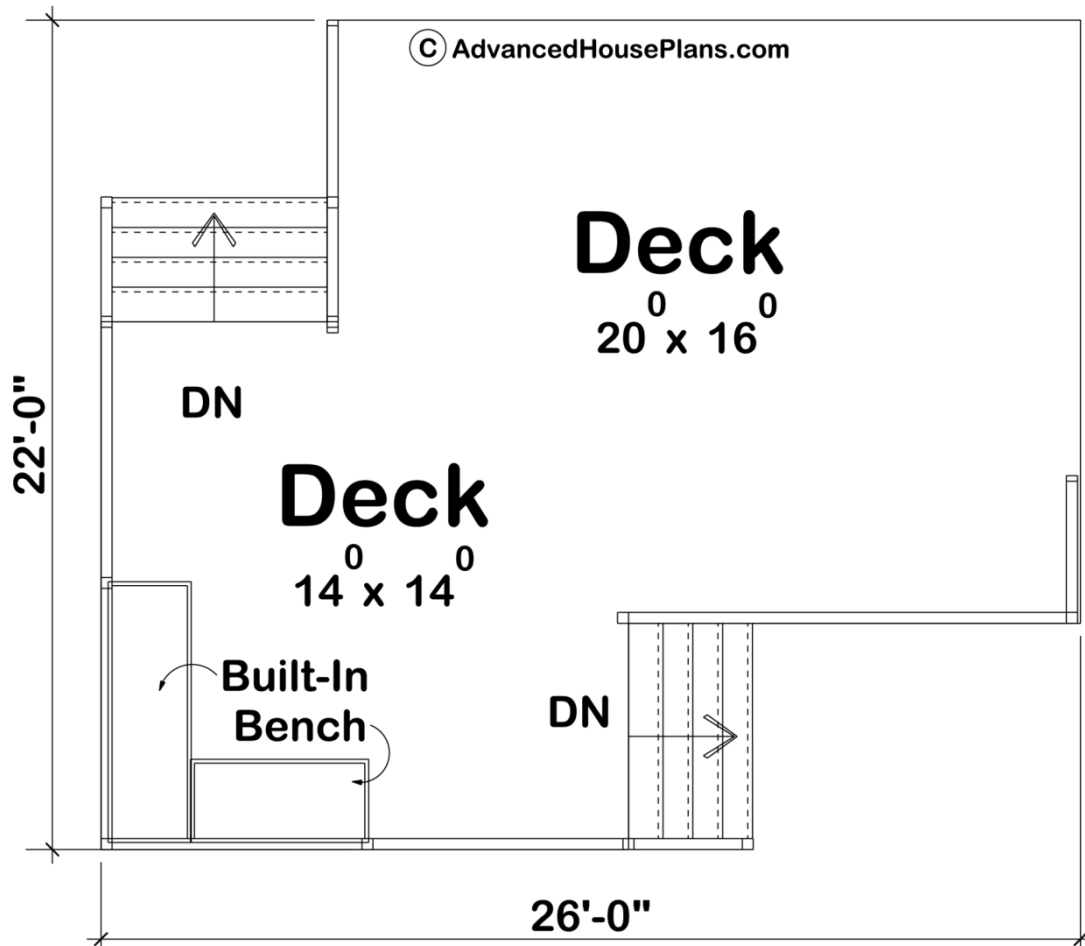 © AdvancedHousePlans.com
Deck
20⁰ x 16⁰
DN
22'-0"
Deck
14⁰ x 14⁰
Built-In
Bench
DN
26'-0"